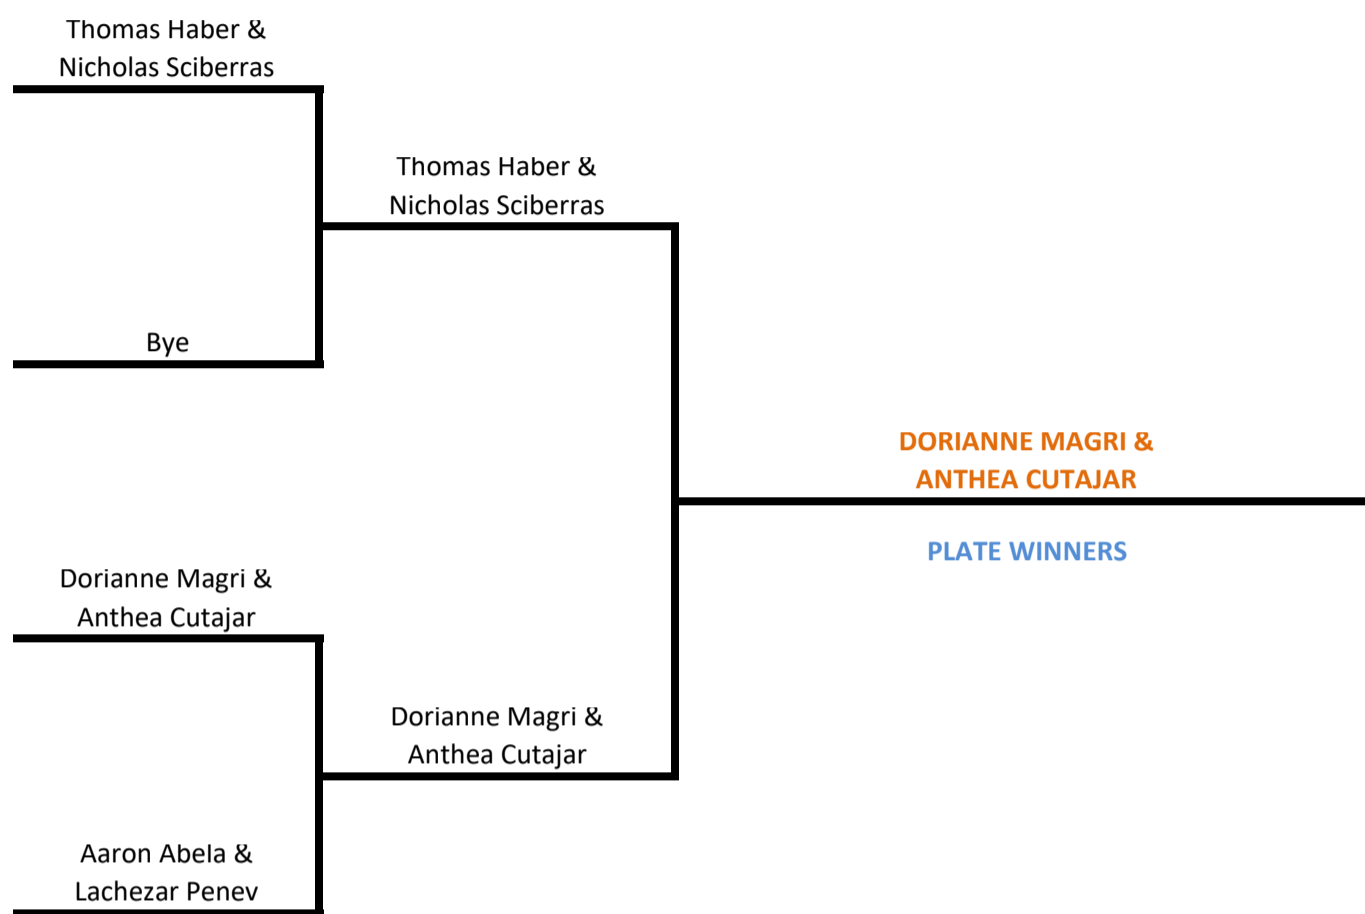 Thomas Haber &
Nicholas Sciberras
Thomas Haber &
Nicholas Sciberras
Bye
DORIANNE MAGRI &
ANTHEA CUTAJAR
PLATE WINNERS
Dorianne Magri &
Anthea Cutajar
Dorianne Magri &
Anthea Cutajar
Aaron Abela &
Lachezar Penev